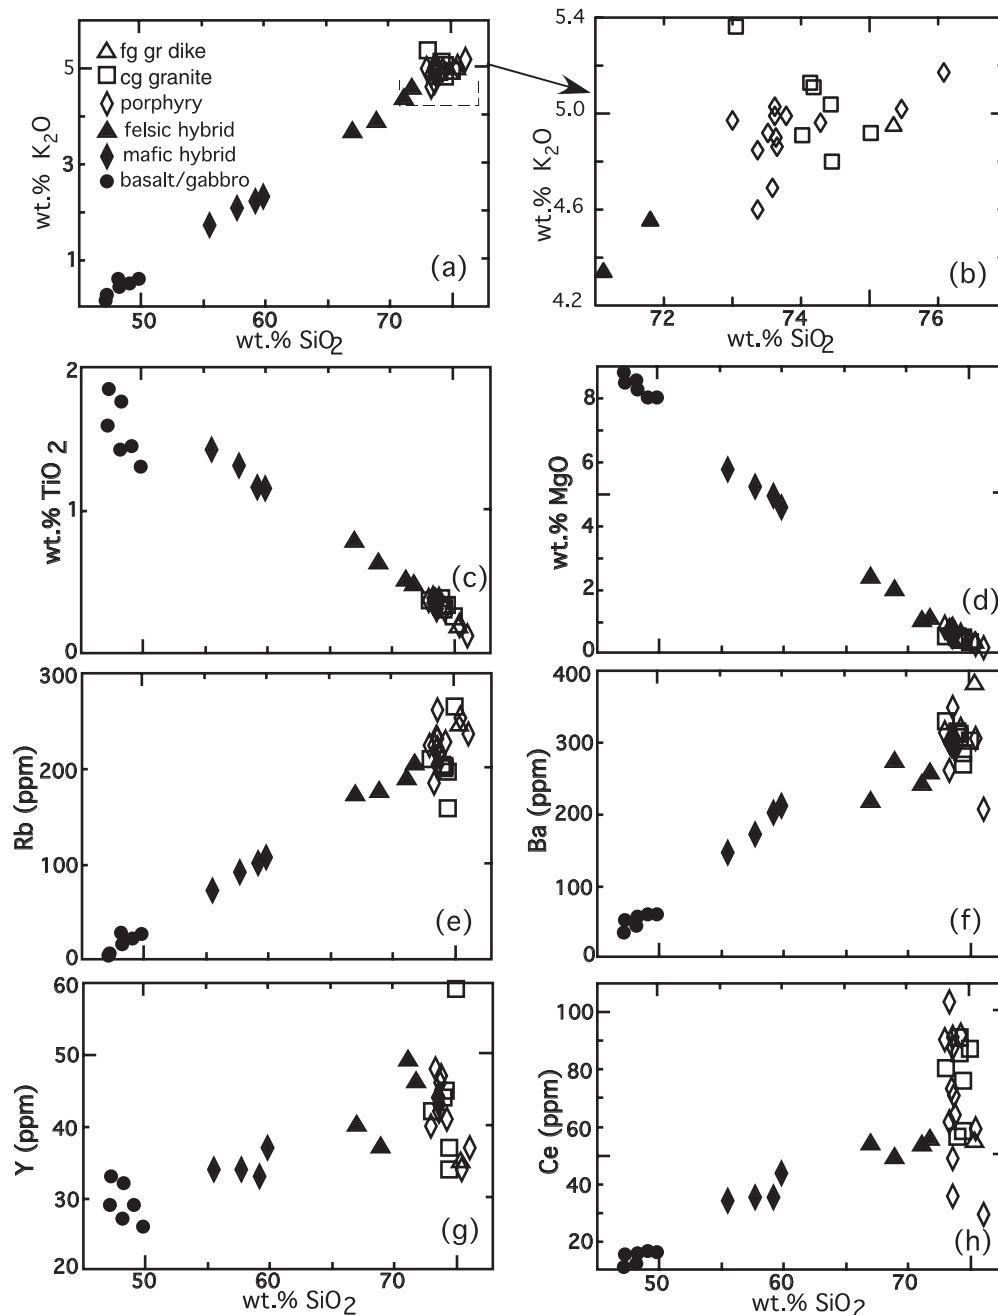 fg gr dike
cg granite
porphyry
felsic hybrid
mafic hybrid
basalt/gabbro
5
3
1
wt.% K2O
50
60
70
wt.% SiO2
(a)
5.4
5.0
4.6
4.2
wt.% K2O
72
74
76
wt.% SiO2
(b)
2
1
0
wt.% TiO2
(c)
8
6
4
2
0
wt.% MgO
(d)
300
200
100
0
Rb (ppm)
(e)
400
300
200
100
0
Ba (ppm)
(f)
60
50
40
30
20
Y (ppm)
50
60
70
wt.% SiO2
(g)
100
80
60
40
20
Ce (ppm)
50
60
70
wt.% SiO2
(h)